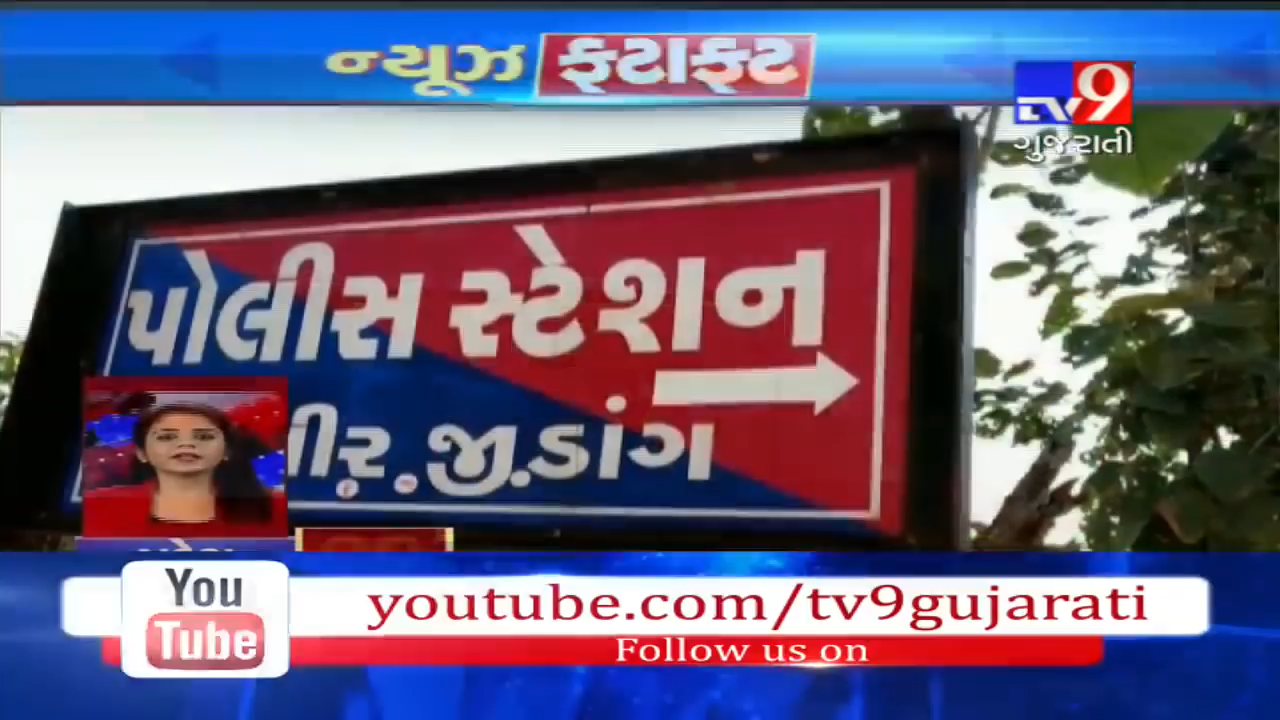 ન્યૂઝ ફટાફટ
TV9
ગુજરાતી
પોલીસ સ્ટેશન
જી.ડાંગ
You
Tube
youtube.com/tv9gujarati
Follow us on